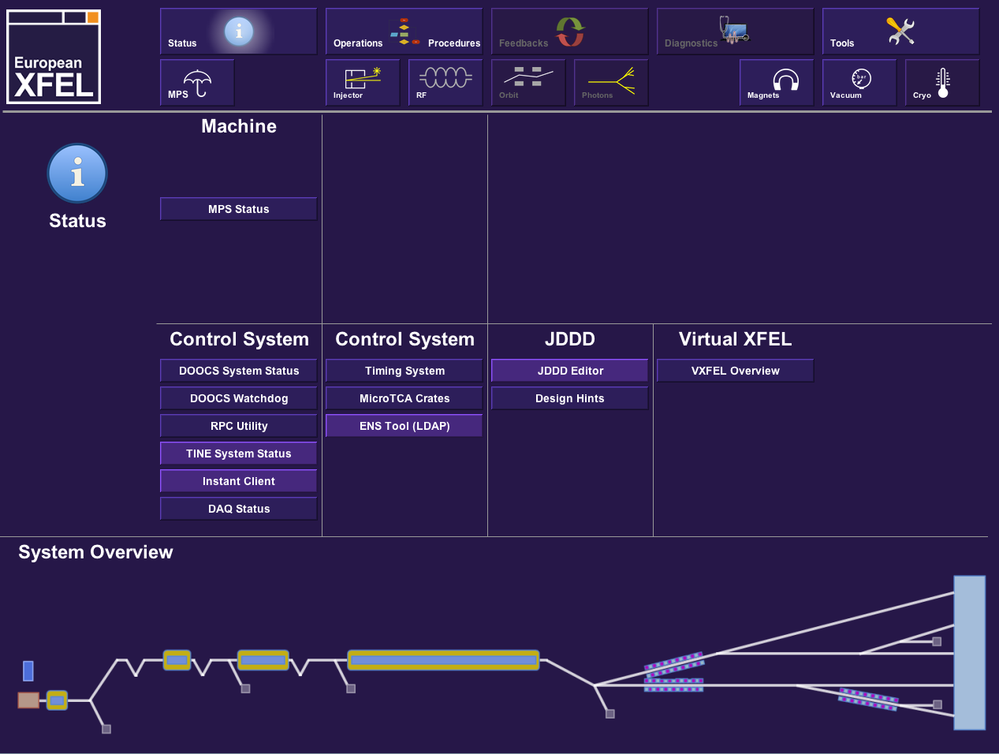 European
XFEL
Status
Operations
Procedures
Feedbacks
Diagnostics
Tools
MPS
Injector
RF
Orbit
Photons
Magnets
bar
Vacuum
Cryo
Status
Machine
MPS Status
Control System
DOOCS System Status
DOOCS Watchdog
RPC Utility
TINE System Status
Instant Client
DAQ Status
Control System
Timing System
MicroTCA Crates
ENS Tool (LDAP)
JDDD
JDDD Editor
Design Hints
Virtual XFEL
VXFEL Overview
System Overview